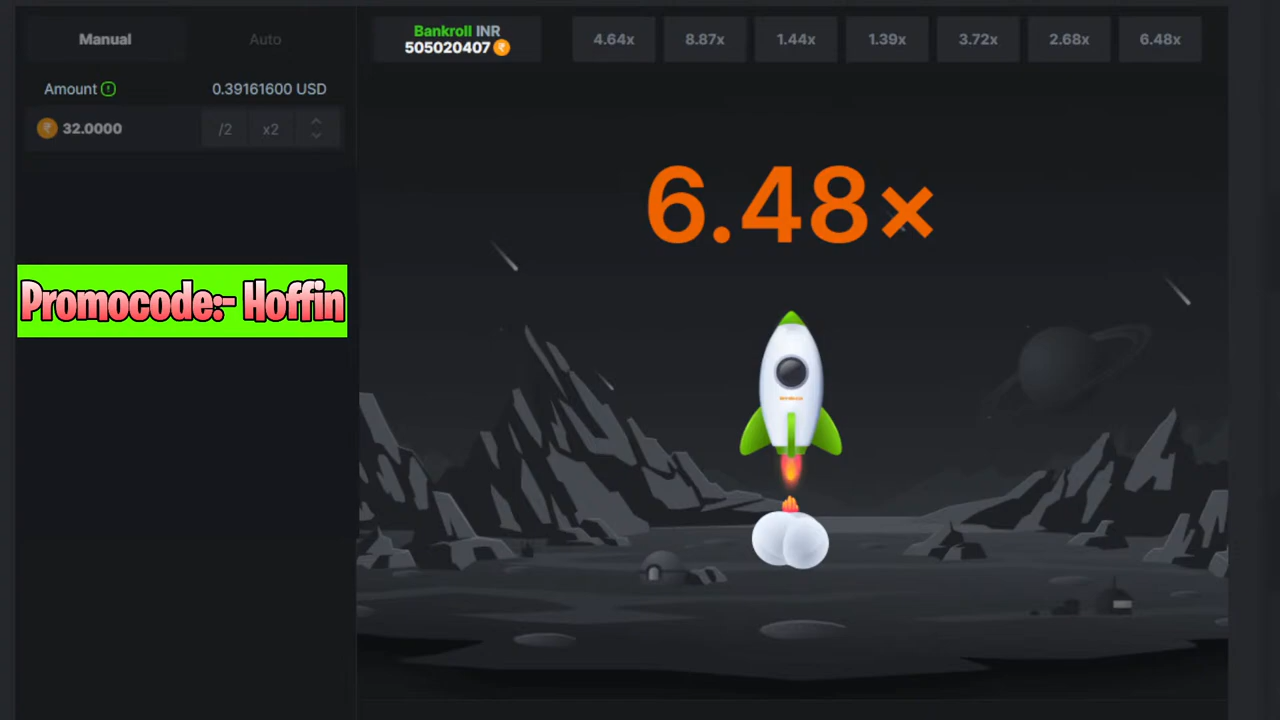 Manual
Auto
Amount
0.39161600 USD
32.0000
/2
x2
Promocode:- Hoffin
Bankroll INR
505020407
4.64x
8.87x
1.44x
1.39x
3.72x
2.68x
6.48x
6.48×